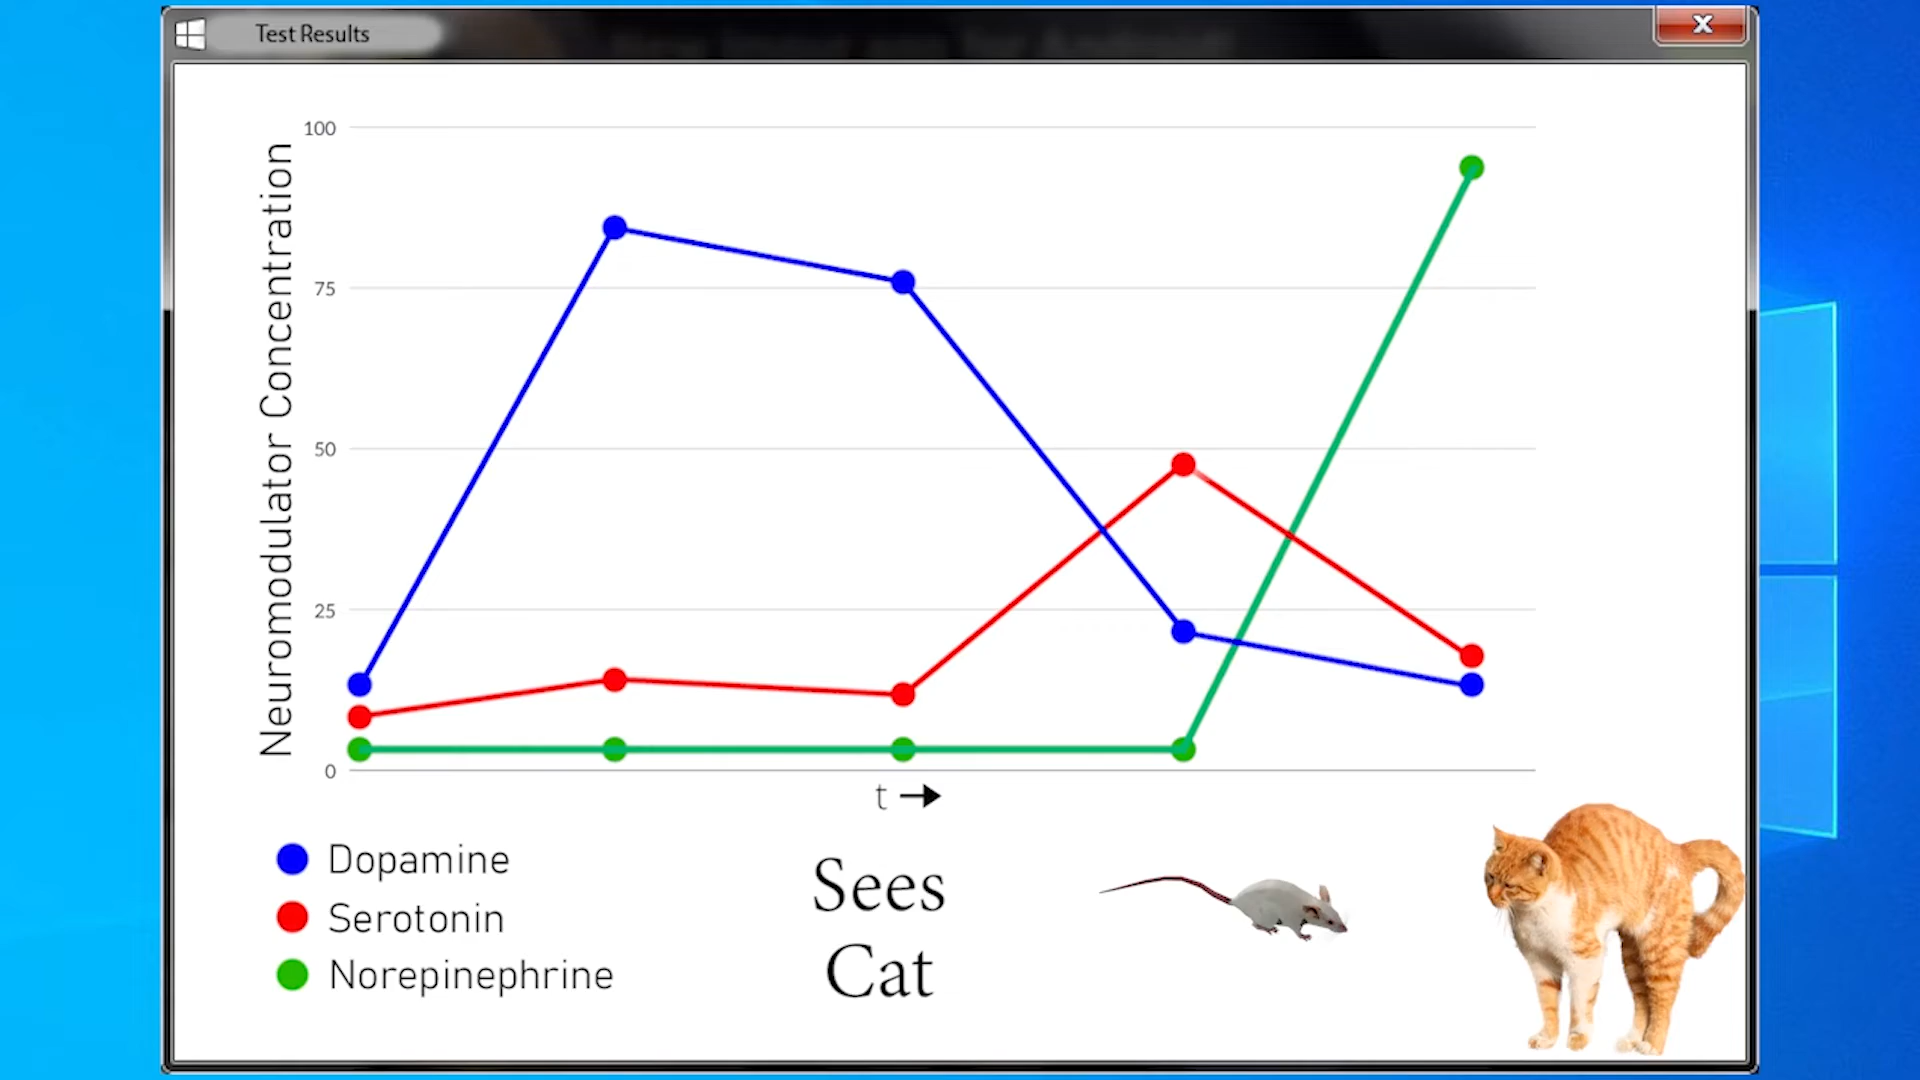 Test Results
Neuromodulator Concentration
100
75
50
25
0
t
Dopamine
Serotonin
Norepinephrine
Sees
Cat